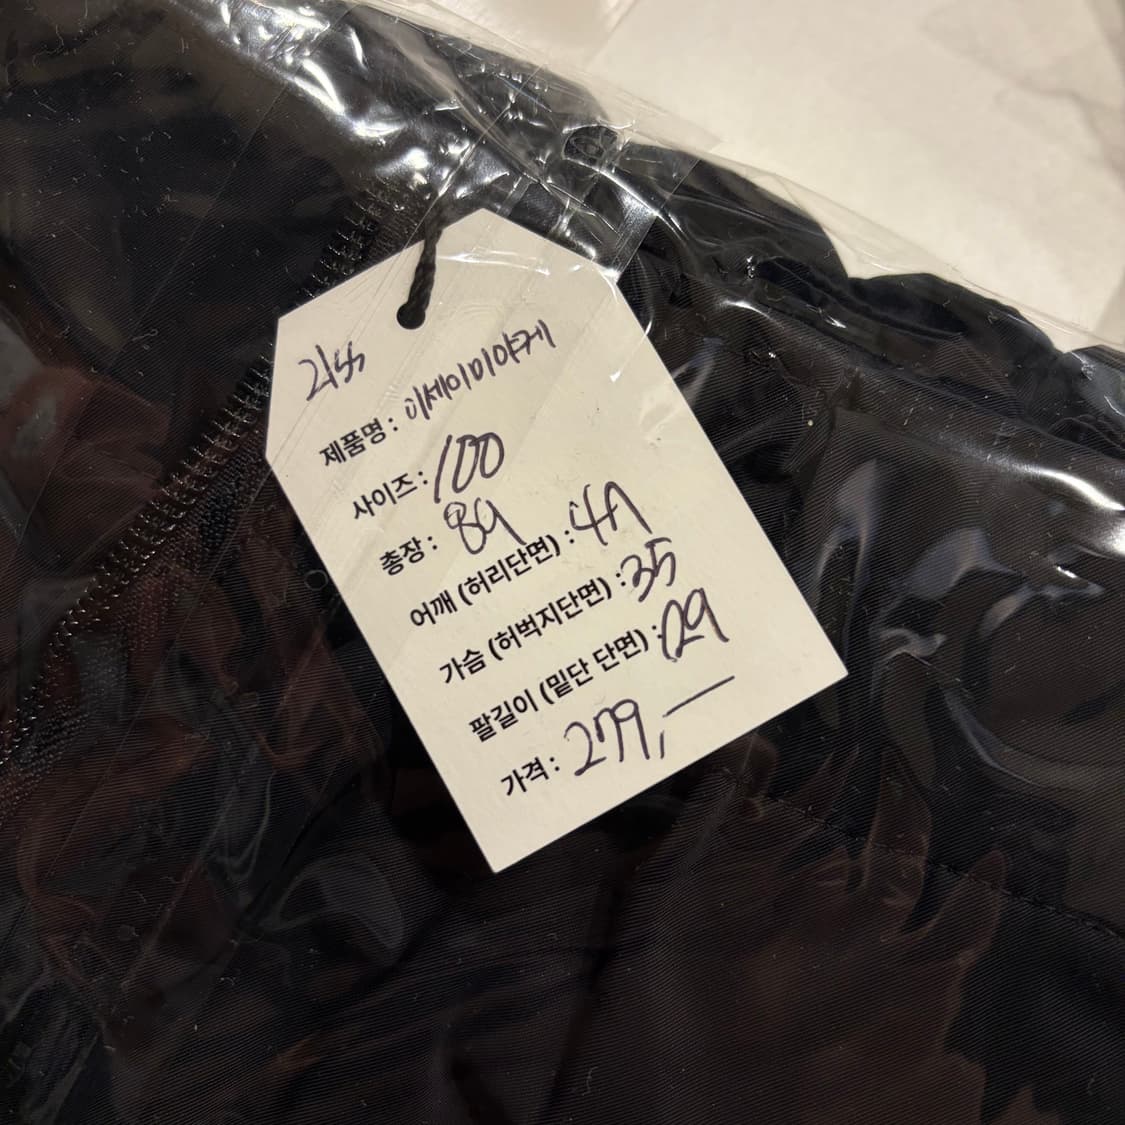 21ss
제품명: 이세이미야케
사이즈: 100
총장: 89
어깨 (허리단면) : 47
가슴 (허벅지단면) : 35
팔길이 (밑단 단면) : 29
가격: 279,—